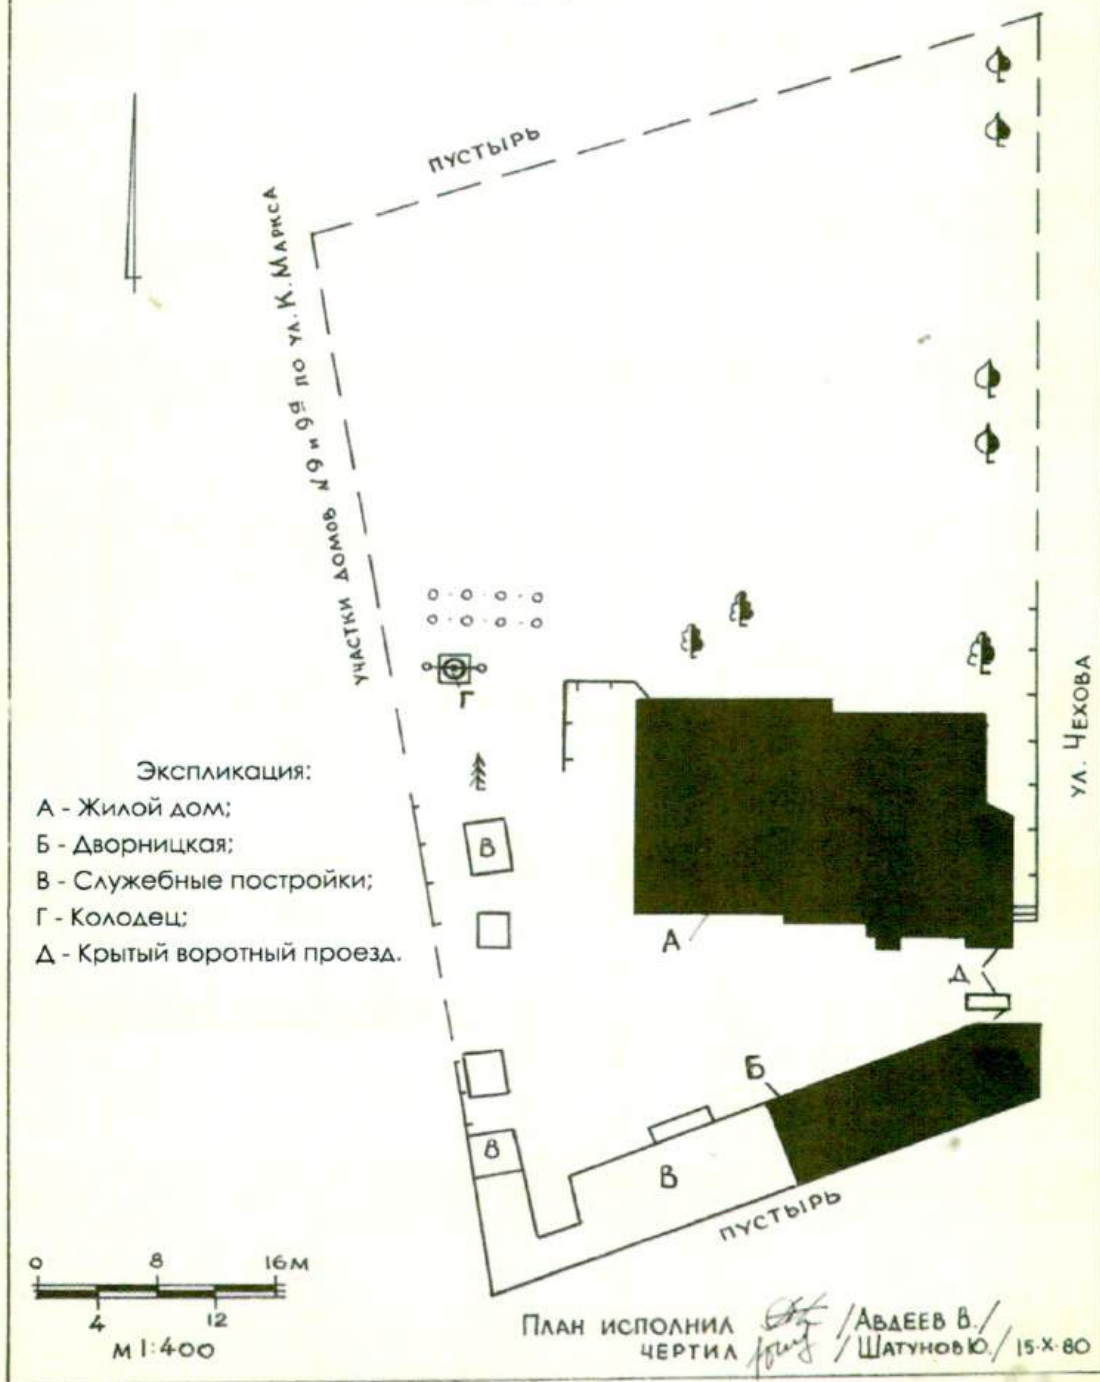 ПУСТЫРЬ
УЧАСТКИ ДОМОВ №9 и 9а ПО УЛ. К. МАРКСА
УЛ. ЧЕХОВА
Г
В
А
Д
Б
В
В
ПУСТЫРЬ
Экспликация:
А - Жилой дом;
Б - Дворницкая;
В - Служебные постройки;
Г - Колодец;
Д - Крытый воротный проезд.
0 8 16М
4 12
М 1:400
ПЛАН ИСПОЛНИЛ /АВДЕЕВ В./
ЧЕРТИЛ /ШАТУНОВ Ю./ 15·X·80